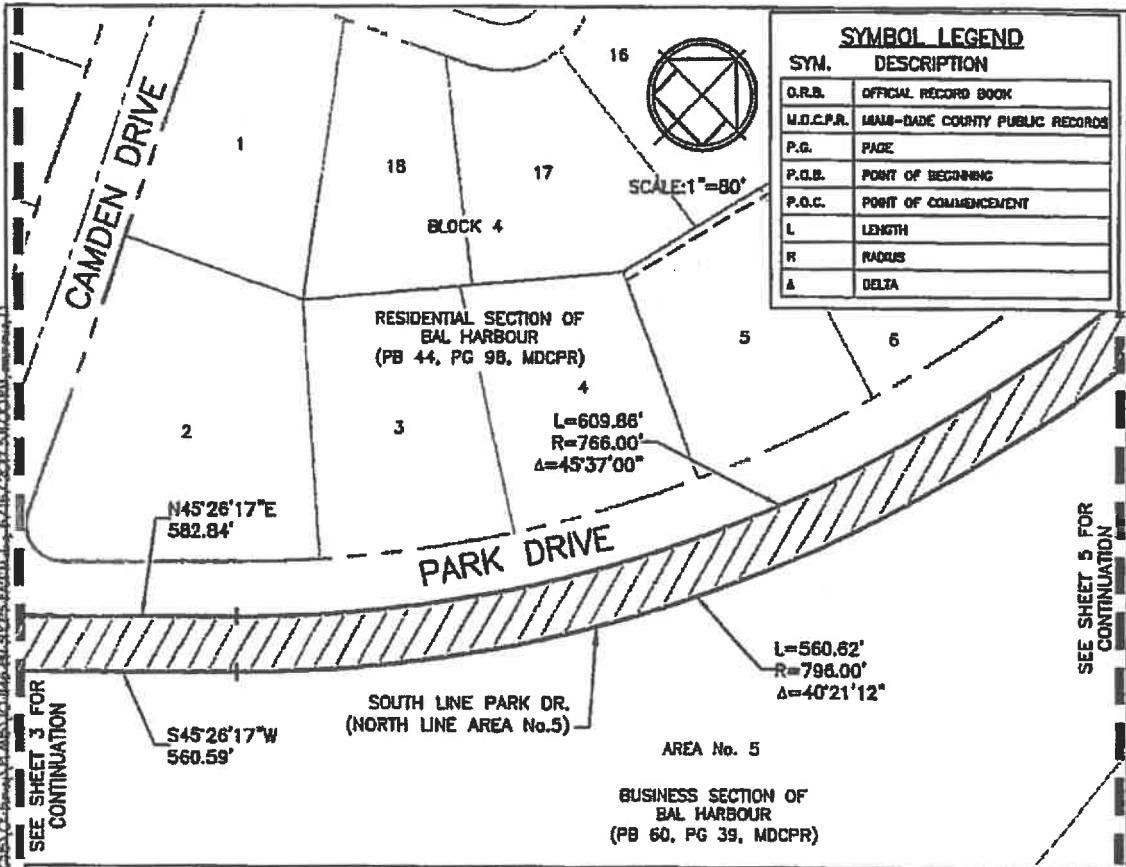 SYMBOL LEGEND
SYM. DESCRIPTION
O.R.B. OFFICIAL RECORD BOOK
M.D.C.P.R. MIAMI-DADE COUNTY PUBLIC RECORDS
P.G. PAGE
P.O.B. POINT OF BEGINNING
P.O.C. POINT OF COMMENCEMENT
L LENGTH
R RADIUS
Δ DELTA
CAMDEN DRIVE
1
18
17
16
SCALE:1"=80'
BLOCK 4
RESIDENTIAL SECTION OF
BAL HARBOUR
(PB 44, PG 98, MDCPR)
2
3
4
5
6
L=609.86'
R=766.00'
Δ=45°37'00"
N45°26'17"E
582.84'
PARK DRIVE
SEE SHEET 3 FOR
CONTINUATION
S45°26'17"W
560.59'
SOUTH LINE PARK DR.
(NORTH LINE AREA No.5)
L=560.62'
R=796.00'
Δ=40°21'12"
SEE SHEET 5 FOR
CONTINUATION
AREA No. 5
BUSINESS SECTION OF
BAL HARBOUR
(PB 60, PG 39, MDCPR)